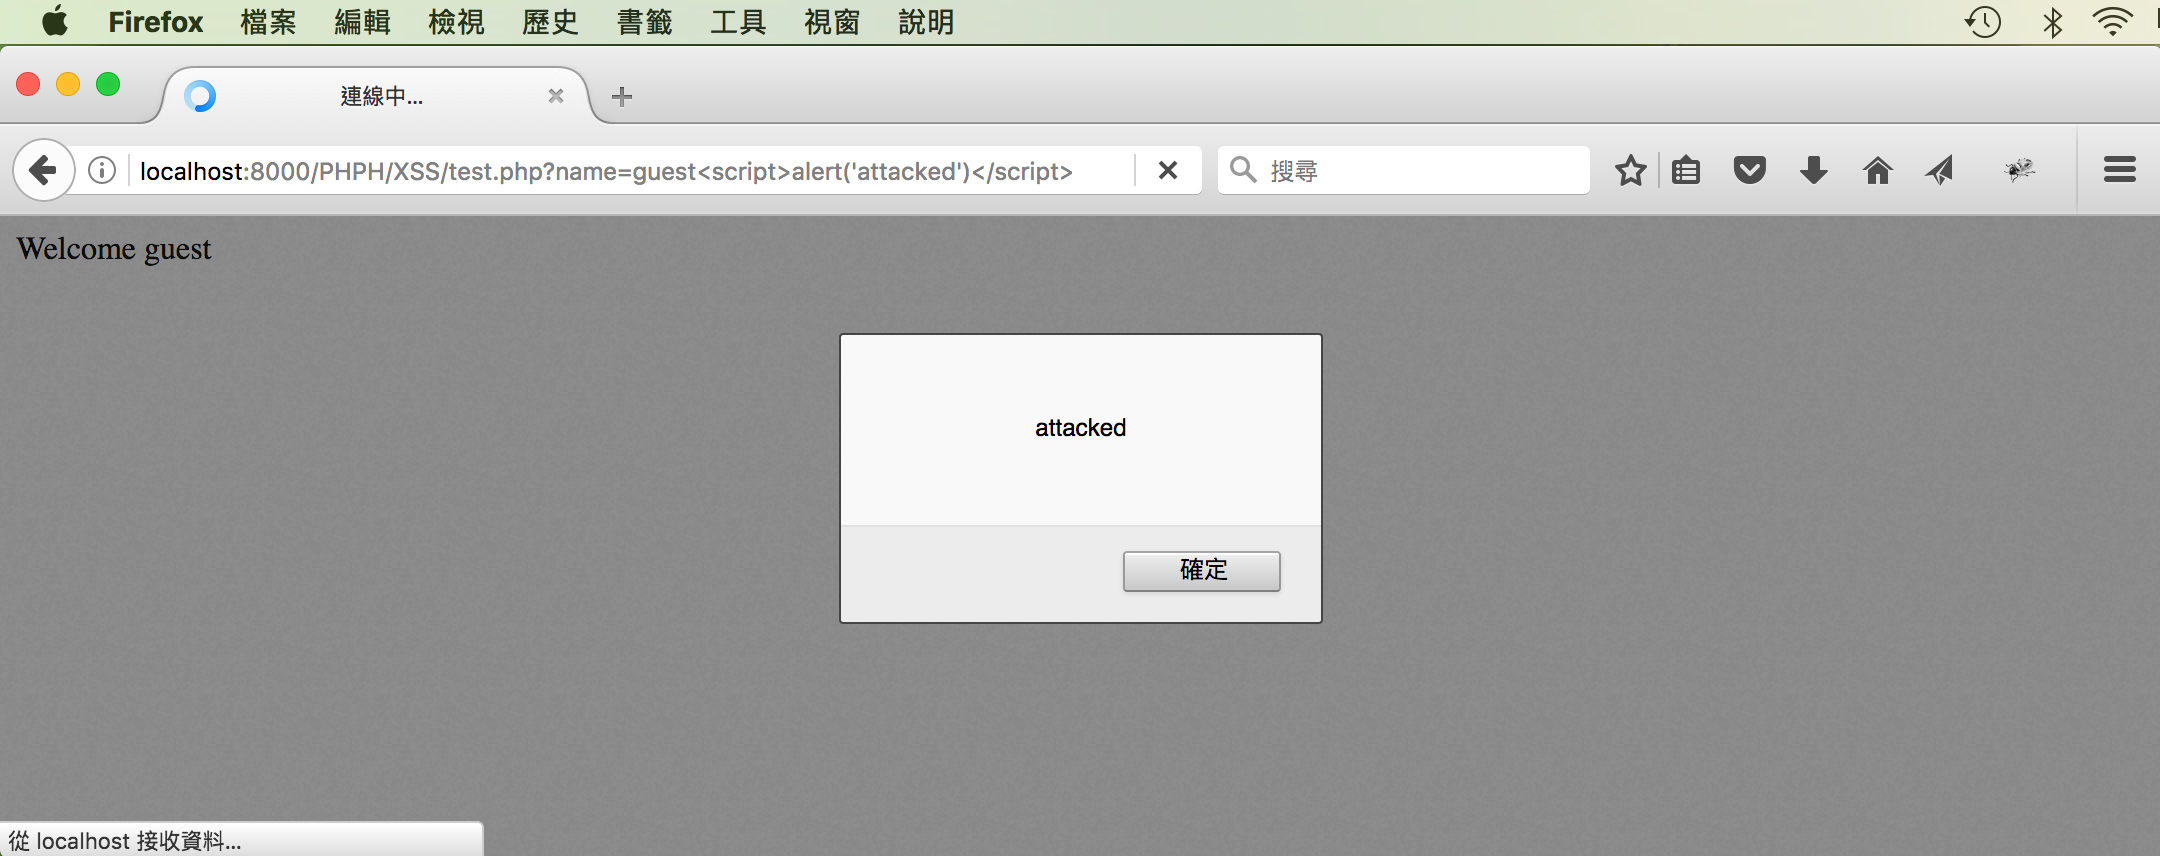 Firefox 檔案 編輯 檢視 歷史 書籤 工具 視窗 說明
連線中...
localhost:8000/PHPH/XSS/test.php?name=guest<script>alert('attacked')</script>
搜尋
Welcome guest
attacked
確定
從 localhost 接收資料...